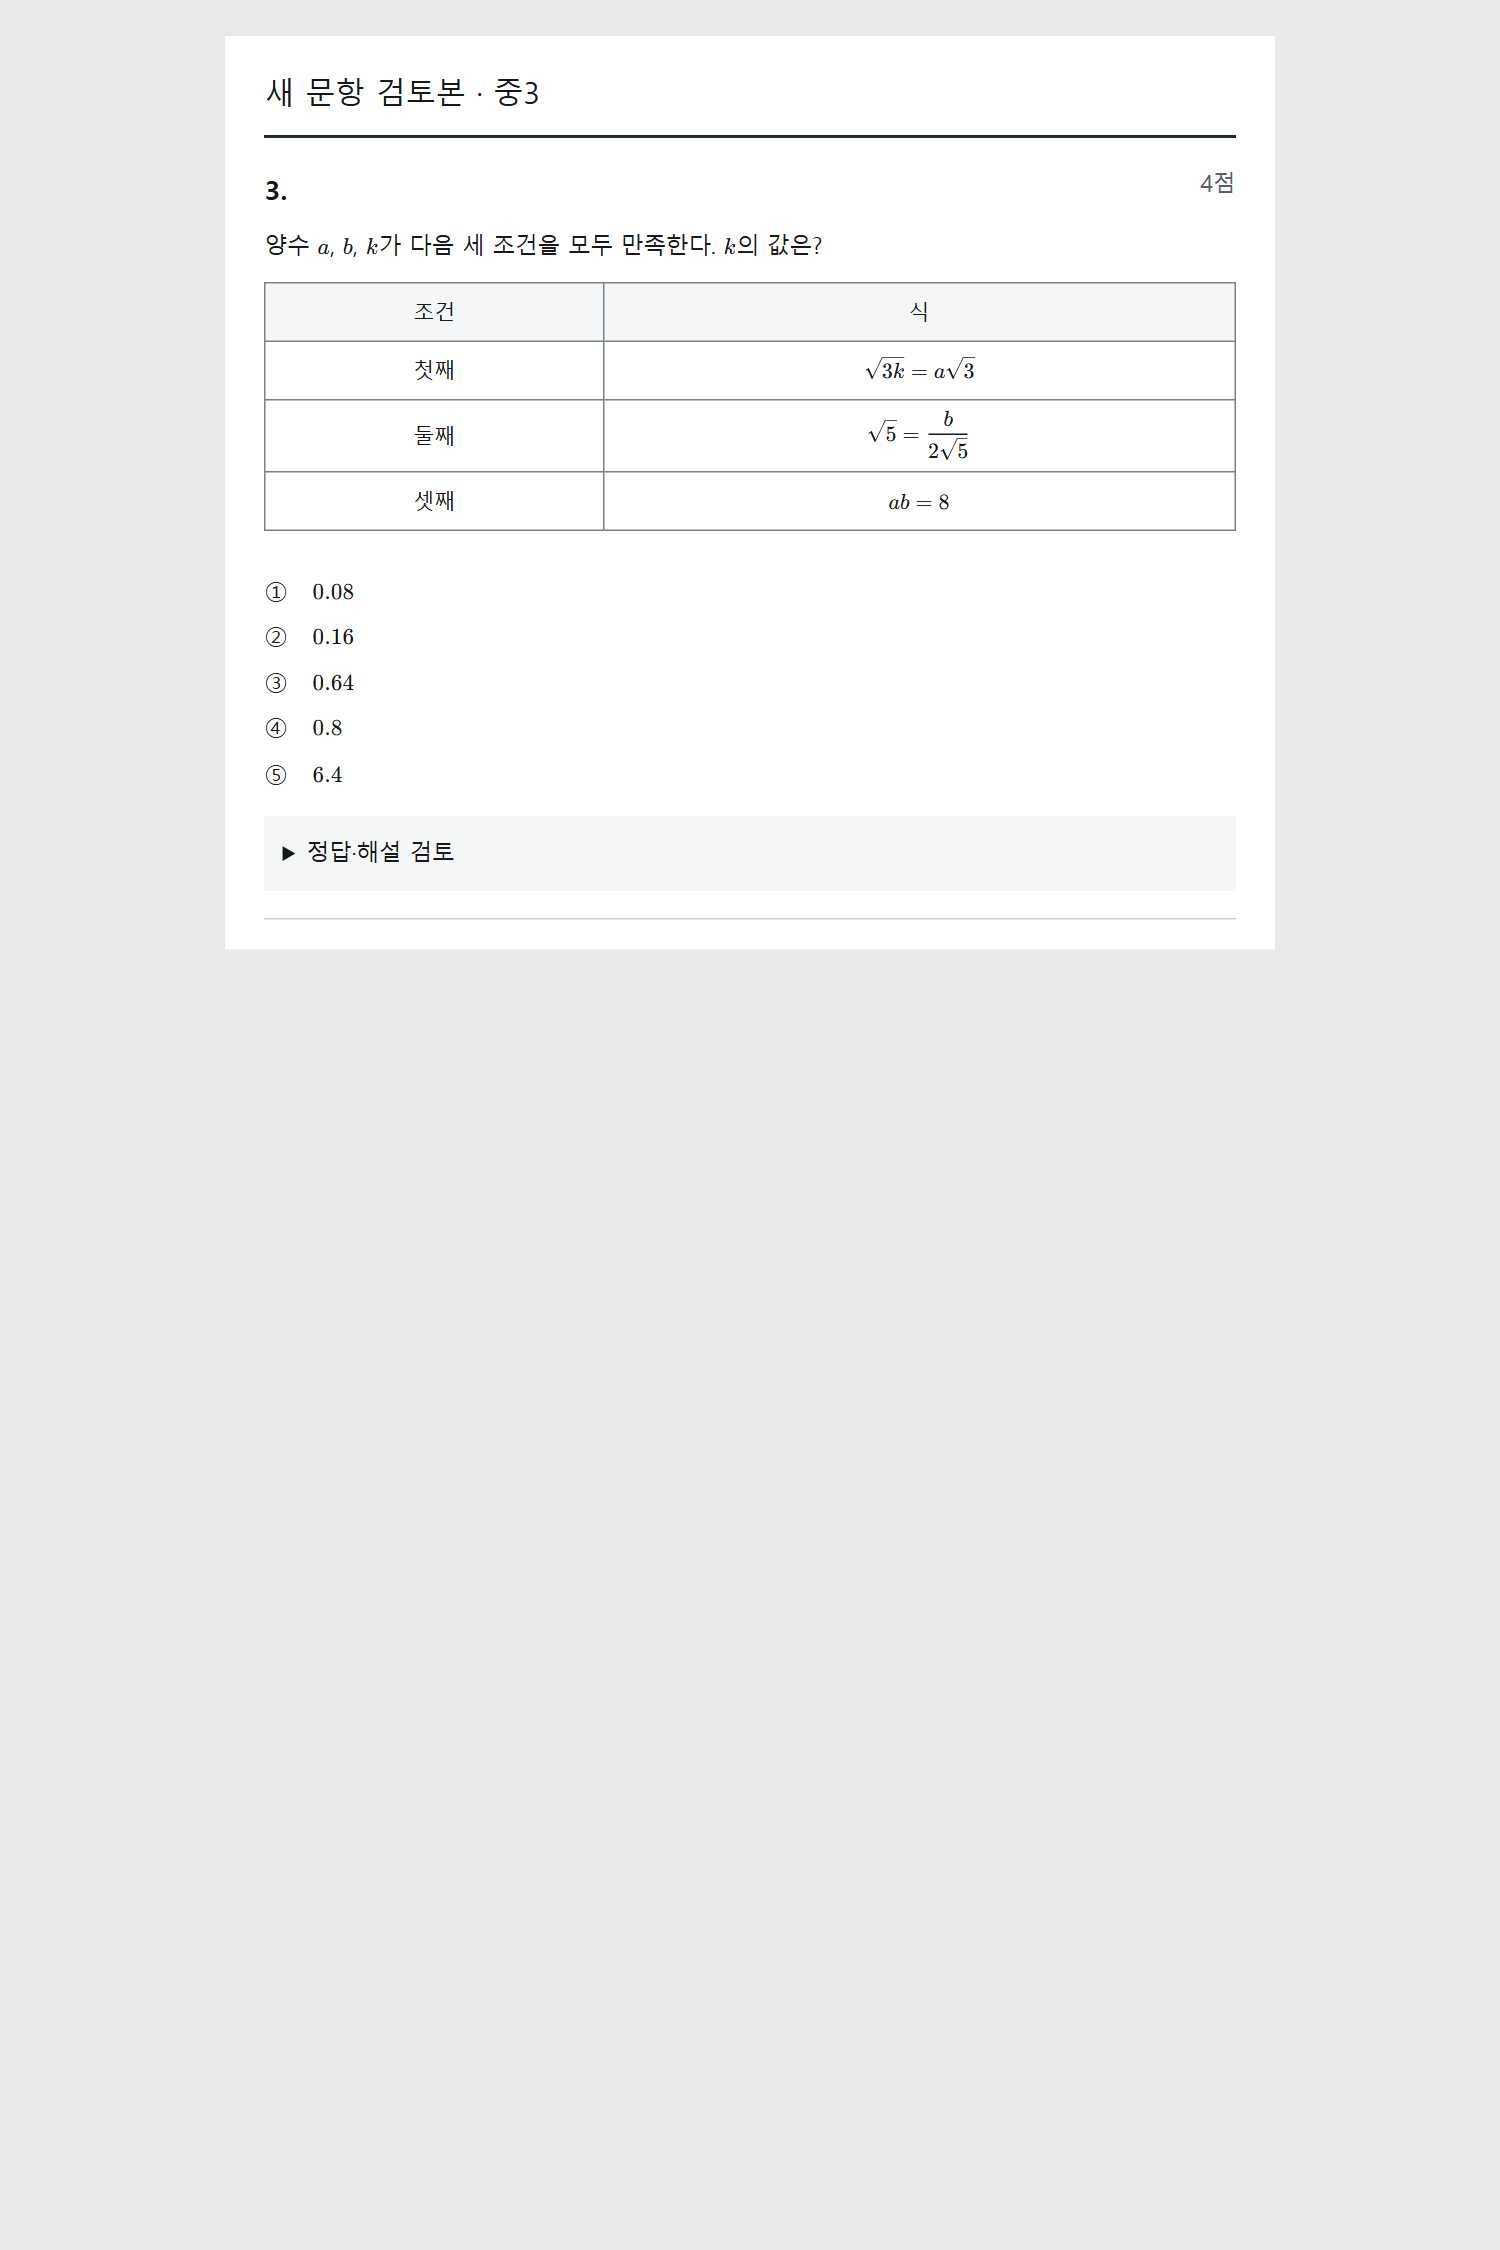 새 문항 검토본 · 중3
3.
4점
양수 a, b, k가 다음 세 조건을 모두 만족한다. k의 값은?
조건 식
첫째 √3k = a√3
둘째 √5 = b/2√5
셋째 ab = 8
① 0.08
② 0.16
③ 0.64
④ 0.8
⑤ 6.4
▶ 정답·해설 검토